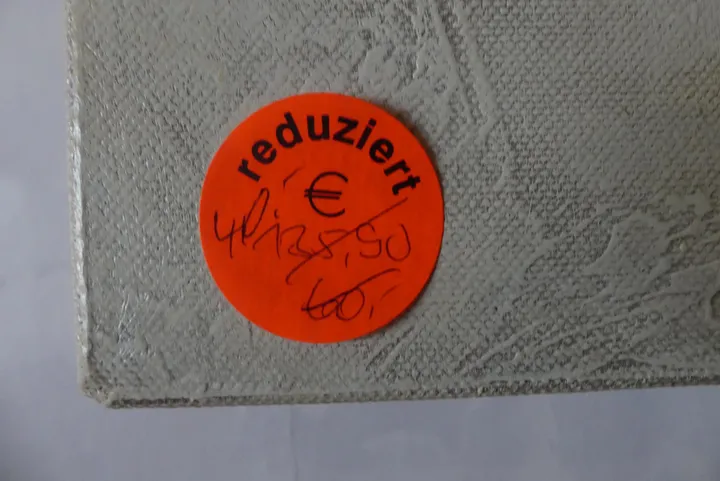 reduziert
€
138,50
60,-